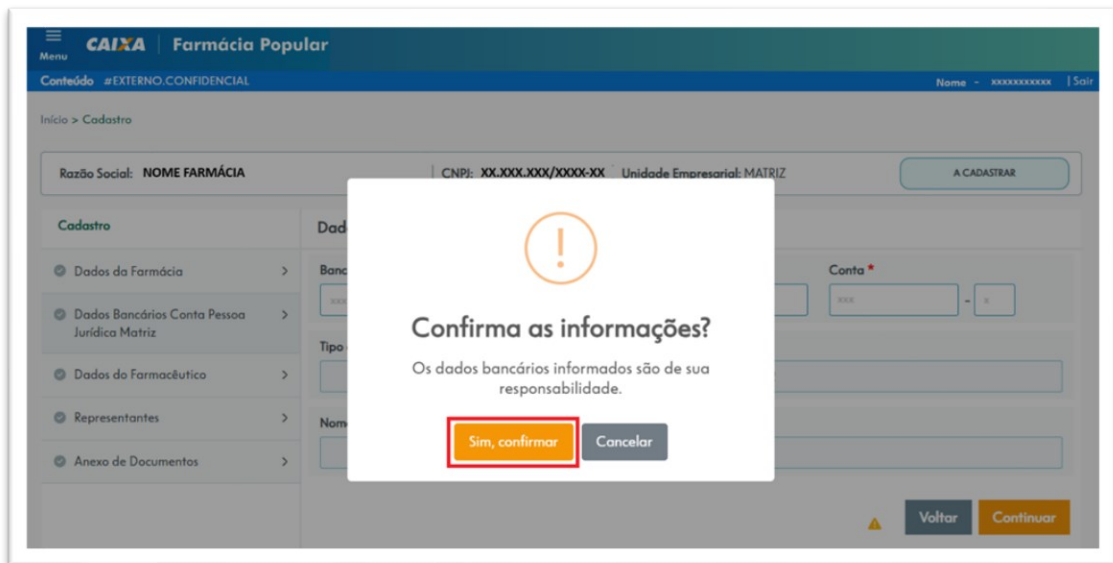 Menu
CAIXA | Farmácia Popular
Conteúdo #EXTERNO.CONFIDENCIAL
Nome - xxxxxxxxxxx | Sair
Início > Cadastro
Razão Social: NOME FARMÁCIA | CNPJ: XX.XXX.XXX/XXXX-XX Unidade Empresarial: MATRIZ
A CADASTRAR
Cadastro
Dados da Farmácia >
Dados Bancários Conta Pessoa
Jurídica Matriz >
Dados do Farmacêutico >
Representantes >
Anexo de Documentos >
Conta *
xxx - x
!
Confirma as informações?
Os dados bancários informados são de sua
responsabilidade.
Sim, confirmar
Cancelar
Tipo
Voltar
Continuar